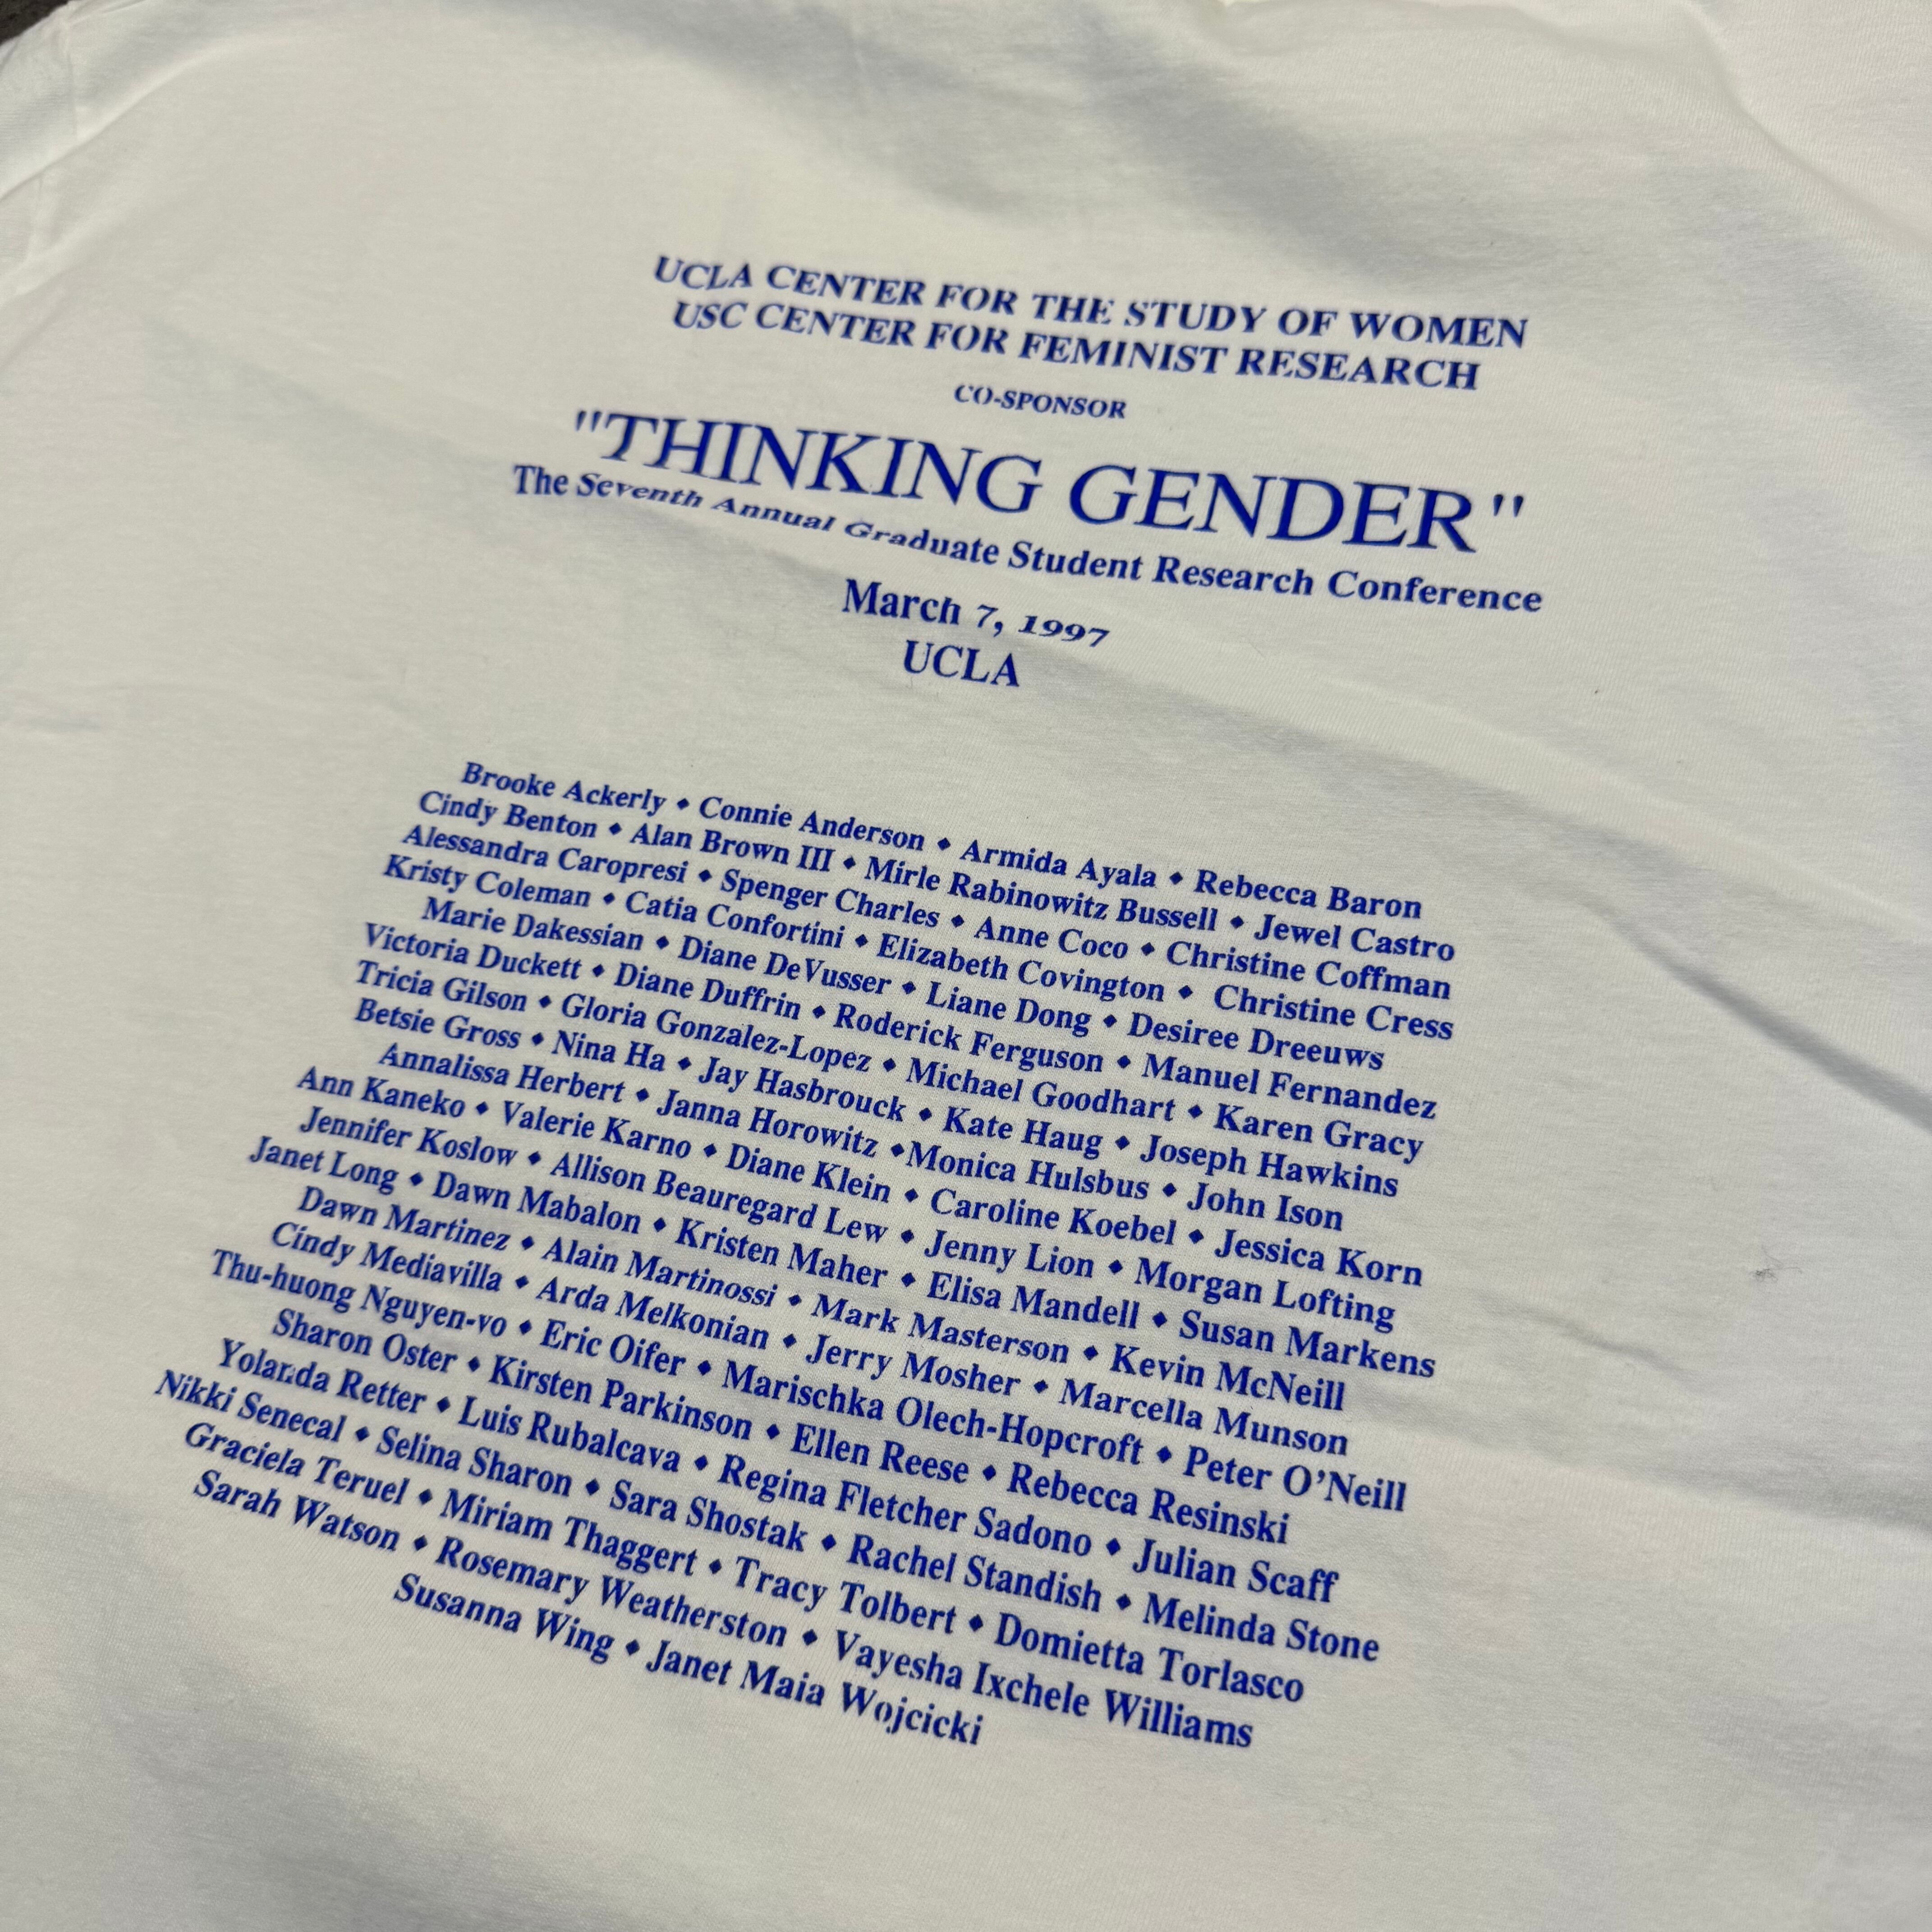 UCLA CENTER FOR THE STUDY OF WOMEN
USC CENTER FOR FEMINIST RESEARCH
CO-SPONSOR
"THINKING GENDER"
The Seventh Annual Graduate Student Research Conference
March 7, 1997
UCLA
Brooke Ackerly ◆ Connie Anderson ◆ Armida Ayala ◆ Rebecca Baron
Cindy Benton ◆ Alan Brown III ◆ Mirle Rabinowitz Bussell ◆ Jewel Castro
Alessandra Caropresi ◆ Spenger Charles ◆ Anne Coco ◆ Christine Coffman
Kristy Coleman ◆ Catia Confortini ◆ Elizabeth Covington ◆ Christine Cress
Marie Dakessian ◆ Diane DeVusser ◆ Liane Dong ◆ Desiree Dreeuws
Victoria Duckett ◆ Diane Duffrin ◆ Roderick Ferguson ◆ Manuel Fernandez
Tricia Gilson ◆ Gloria Gonzalez-Lopez ◆ Michael Goodhart ◆ Karen Gracy
Betsie Gross ◆ Nina Ha ◆ Jay Hasbrouck ◆ Kate Haug ◆ Joseph Hawkins
Annalissa Herbert ◆ Janna Horowitz ◆Monica Hulsbus ◆ John Ison
Ann Kaneko ◆ Valerie Karno ◆ Diane Klein ◆ Caroline Koebel ◆ Jessica Korn
Jennifer Koslow ◆ Allison Beauregard Lew ◆ Jenny Lion ◆ Morgan Lofting
Janet Long ◆ Dawn Mabalon ◆ Kristen Maher ◆ Elisa Mandell ◆ Susan Markens
Dawn Martinez ◆ Alain Martinossi ◆ Mark Masterson ◆ Kevin McNeill
Cindy Mediavilla ◆ Arda Melkonian ◆ Jerry Mosher ◆ Marcella Munson
Thu-huong Nguyen-vo ◆ Eric Oifer ◆ Marischka Olech-Hopcroft ◆ Peter O'Neill
Sharon Oster ◆ Kirsten Parkinson ◆ Ellen Reese ◆ Rebecca Resinski
Yolanda Retter ◆ Luis Rubalcava ◆ Regina Fletcher Sadono ◆ Julian Scaff
Nikki Senecal ◆ Selina Sharon ◆ Sara Shostak ◆ Rachel Standish ◆ Melinda Stone
Graciela Teruel ◆ Miriam Thaggert ◆ Tracy Tolbert ◆ Domietta Torlasco
Sarah Watson ◆ Rosemary Weatherston ◆ Vayesha Ixchele Williams
Susanna Wing ◆ Janet Maia Wojcicki